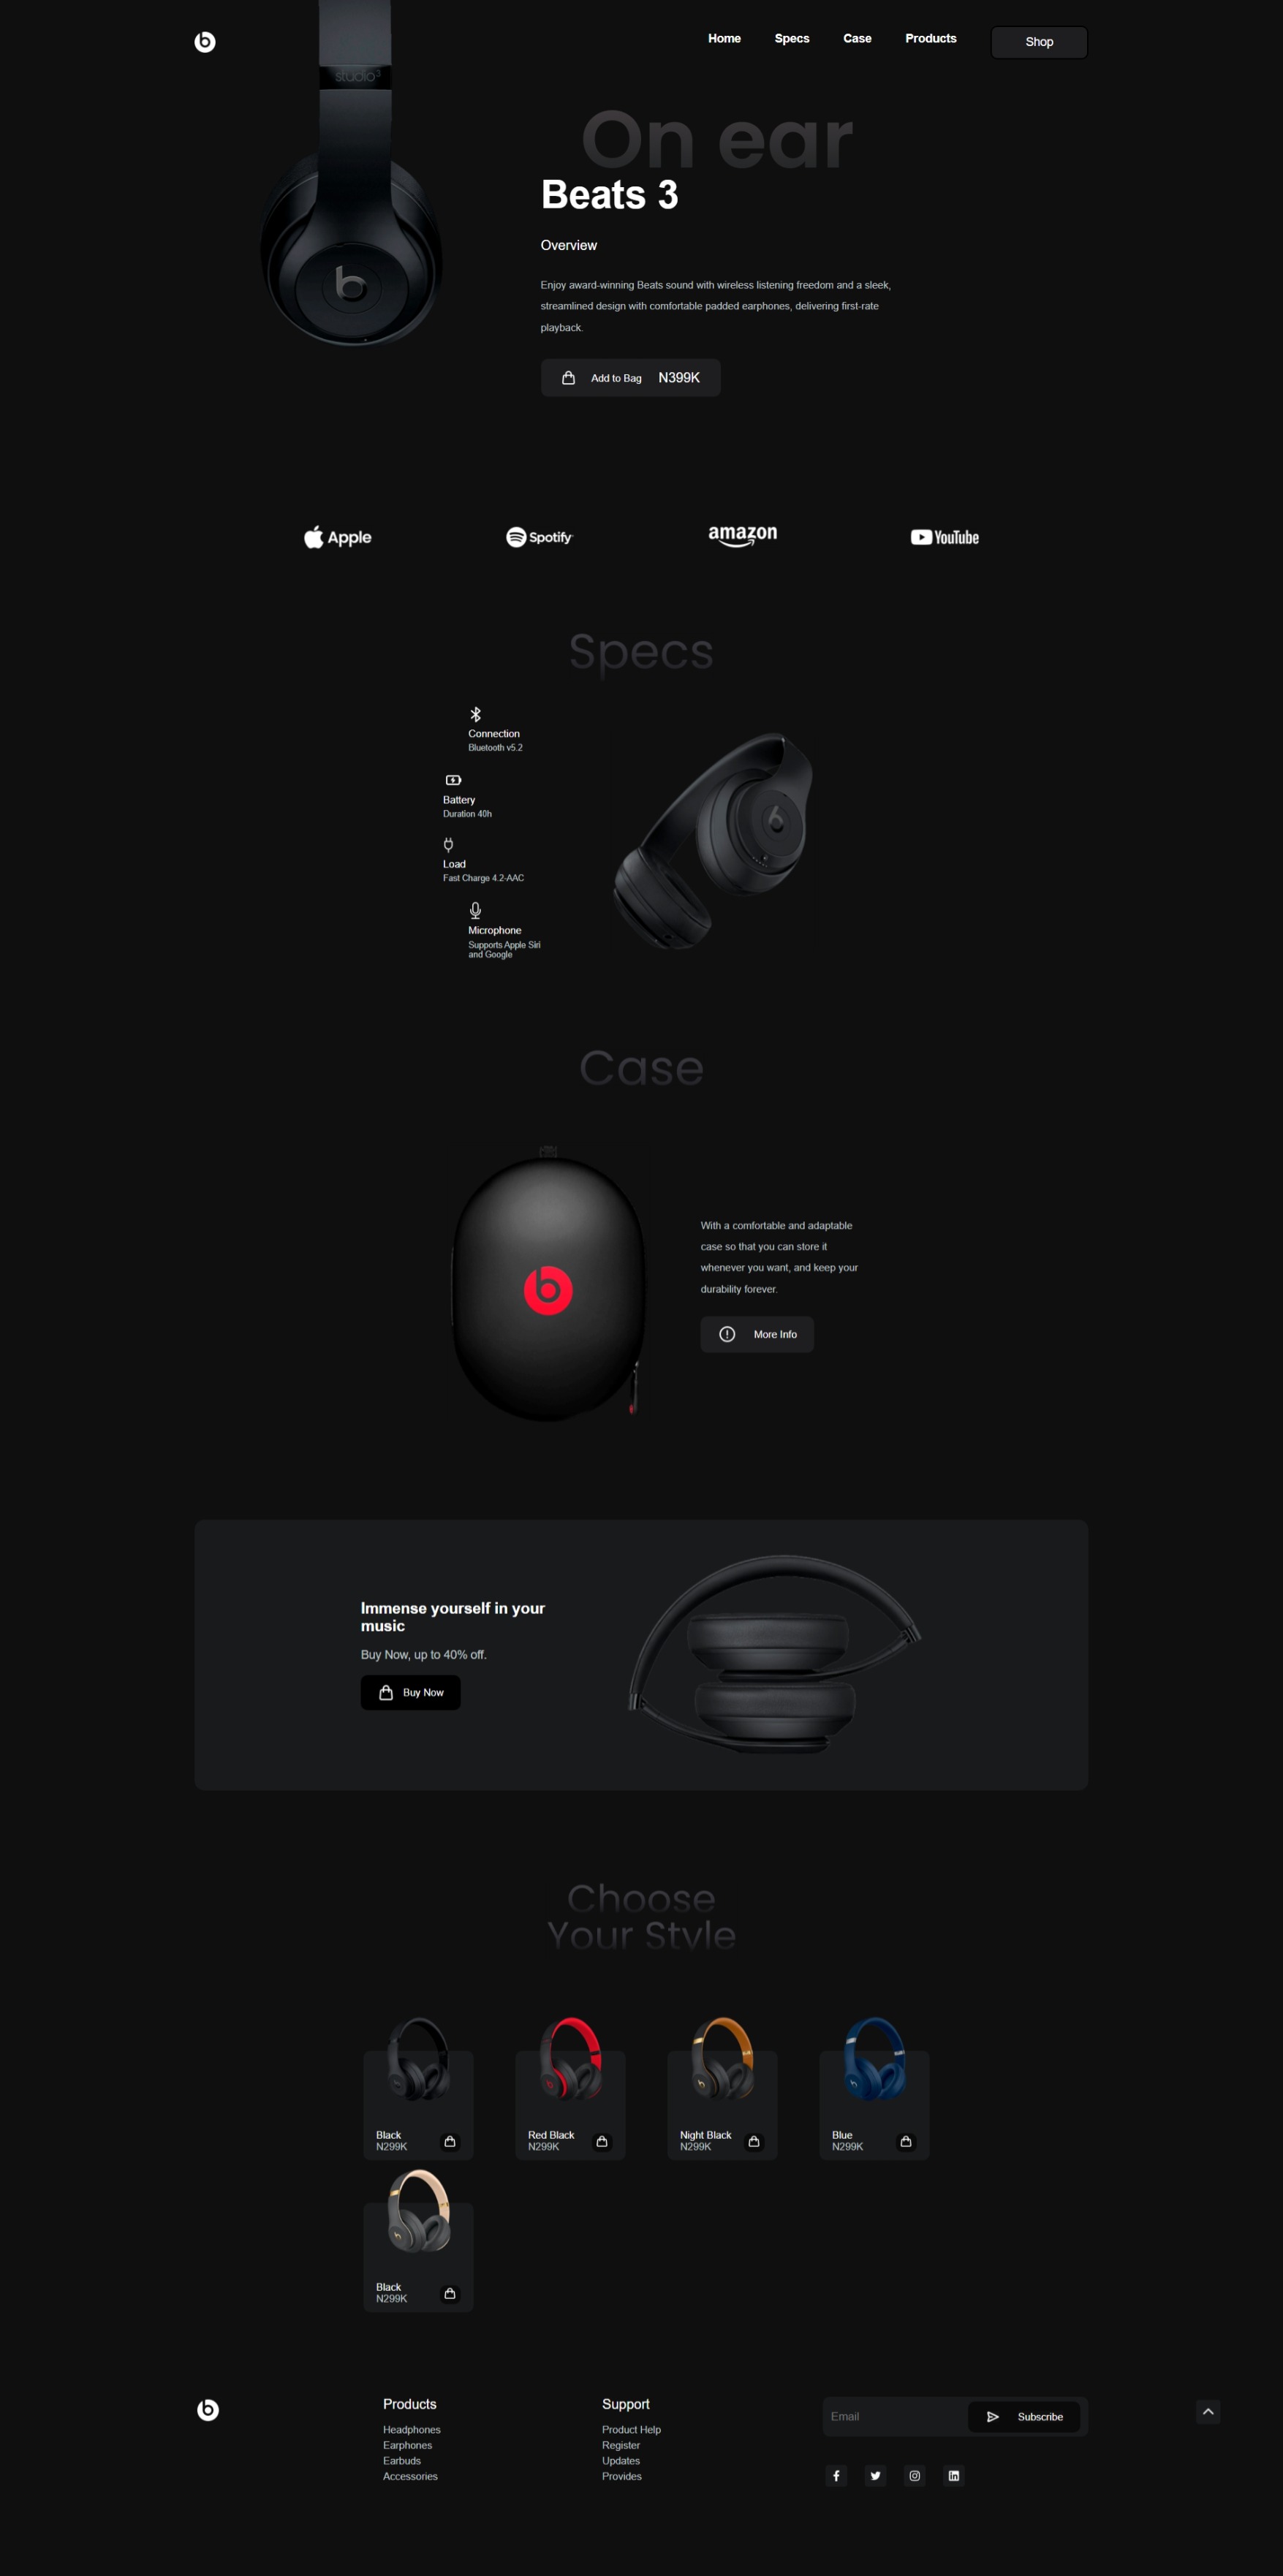 Home Specs Case Products Shop
studio3
On ear
Beats 3
Overview
Enjoy award-winning Beats sound with wireless listening freedom and a sleek,
streamlined design with comfortable padded earphones, delivering first-rate
playback.
Add to Bag N399K
Apple Spotify amazon YouTube
Specs
Connection
Bluetooth v5.2
Battery
Duration 40h
Load
Fast Charge 4.2-AAC
Microphone
Supports Apple Siri
and Google
Case
With a comfortable and adaptable
case so that you can store it
whenever you want, and keep your
durability forever.
More Info
Immense yourself in your
music
Buy Now, up to 40% off.
Buy Now
Choose
Your Style
Black
N299K
Red Black
N299K
Night Black
N299K
Blue
N299K
Black
N299K
Products
Headphones
Earphones
Earbuds
Accessories
Support
Product Help
Register
Updates
Provides
Email Subscribe